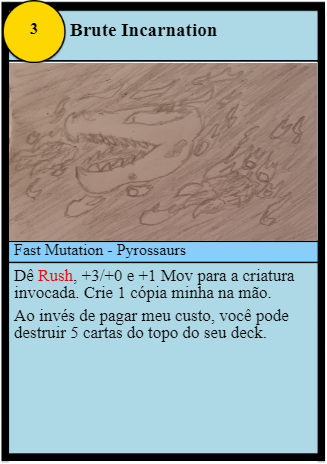 3
Brute Incarnation
Fast Mutation - Pyrossaurs
Dê Rush, +3/+0 e +1 Mov para a criatura
invocada. Crie 1 cópia minha na mão.
Ao invés de pagar meu custo, você pode
destruir 5 cartas do topo do seu deck.